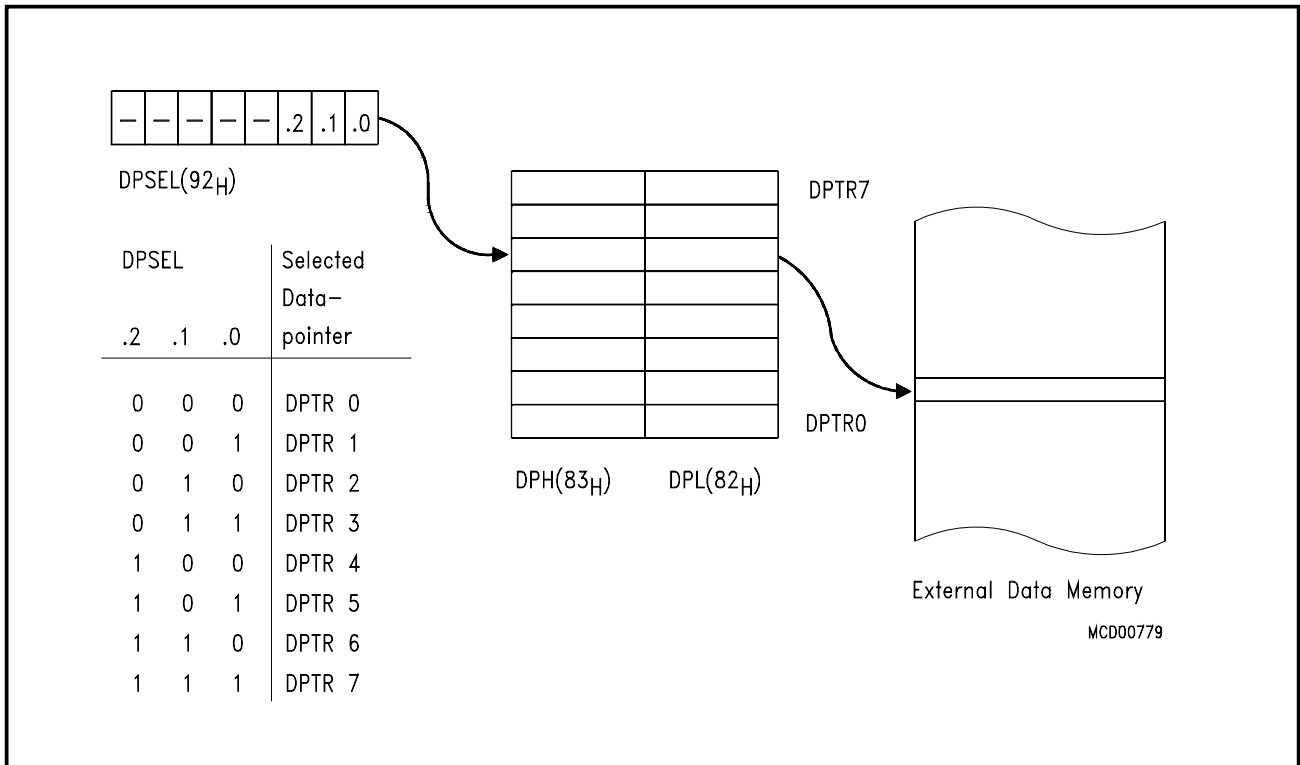 – – – – – .2 .1 .0
DPSEL(92H)
DPTR7
DPSEL Selected
Data–
.2 .1 .0 pointer
0 0 0 DPTR 0
0 0 1 DPTR 1
0 1 0 DPTR 2
0 1 1 DPTR 3
1 0 0 DPTR 4
1 0 1 DPTR 5
1 1 0 DPTR 6
1 1 1 DPTR 7
DPTR0
DPH(83H) DPL(82H)
External Data Memory
MCD00779